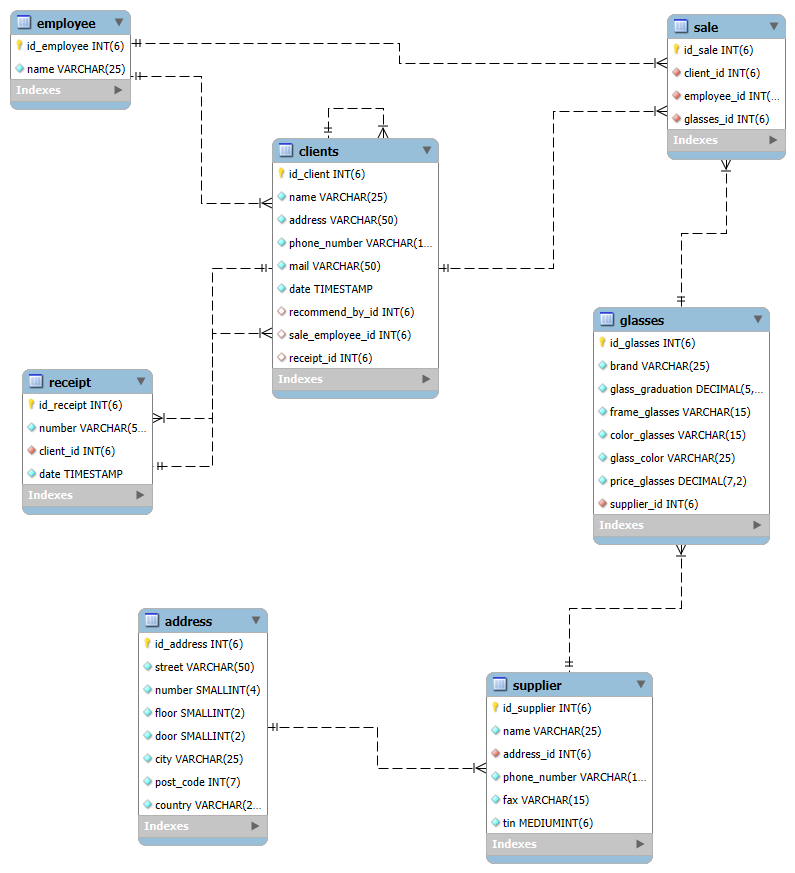 employee
id_employee INT(6)
name VARCHAR(25)
Indexes
sale
id_sale INT(6)
client_id INT(6)
employee_id INT(...
glasses_id INT(6)
Indexes
clients
id_client INT(6)
name VARCHAR(25)
address VARCHAR(50)
phone_number VARCHAR(1...
mail VARCHAR(50)
date TIMESTAMP
recommend_by_id INT(6)
sale_employee_id INT(6)
receipt_id INT(6)
Indexes
glasses
id_glasses INT(6)
brand VARCHAR(25)
glass_graduation DECIMAL(5,...
frame_glasses VARCHAR(15)
color_glasses VARCHAR(15)
glass_color VARCHAR(25)
price_glasses DECIMAL(7,2)
supplier_id INT(6)
Indexes
receipt
id_receipt INT(6)
number VARCHAR(5...
client_id INT(6)
date TIMESTAMP
Indexes
address
id_address INT(6)
street VARCHAR(50)
number SMALLINT(4)
floor SMALLINT(2)
door SMALLINT(2)
city VARCHAR(25)
post_code INT(7)
country VARCHAR(2...
Indexes
supplier
id_supplier INT(6)
name VARCHAR(25)
address_id INT(6)
phone_number VARCHAR(1...
fax VARCHAR(15)
tin MEDIUMINT(6)
Indexes